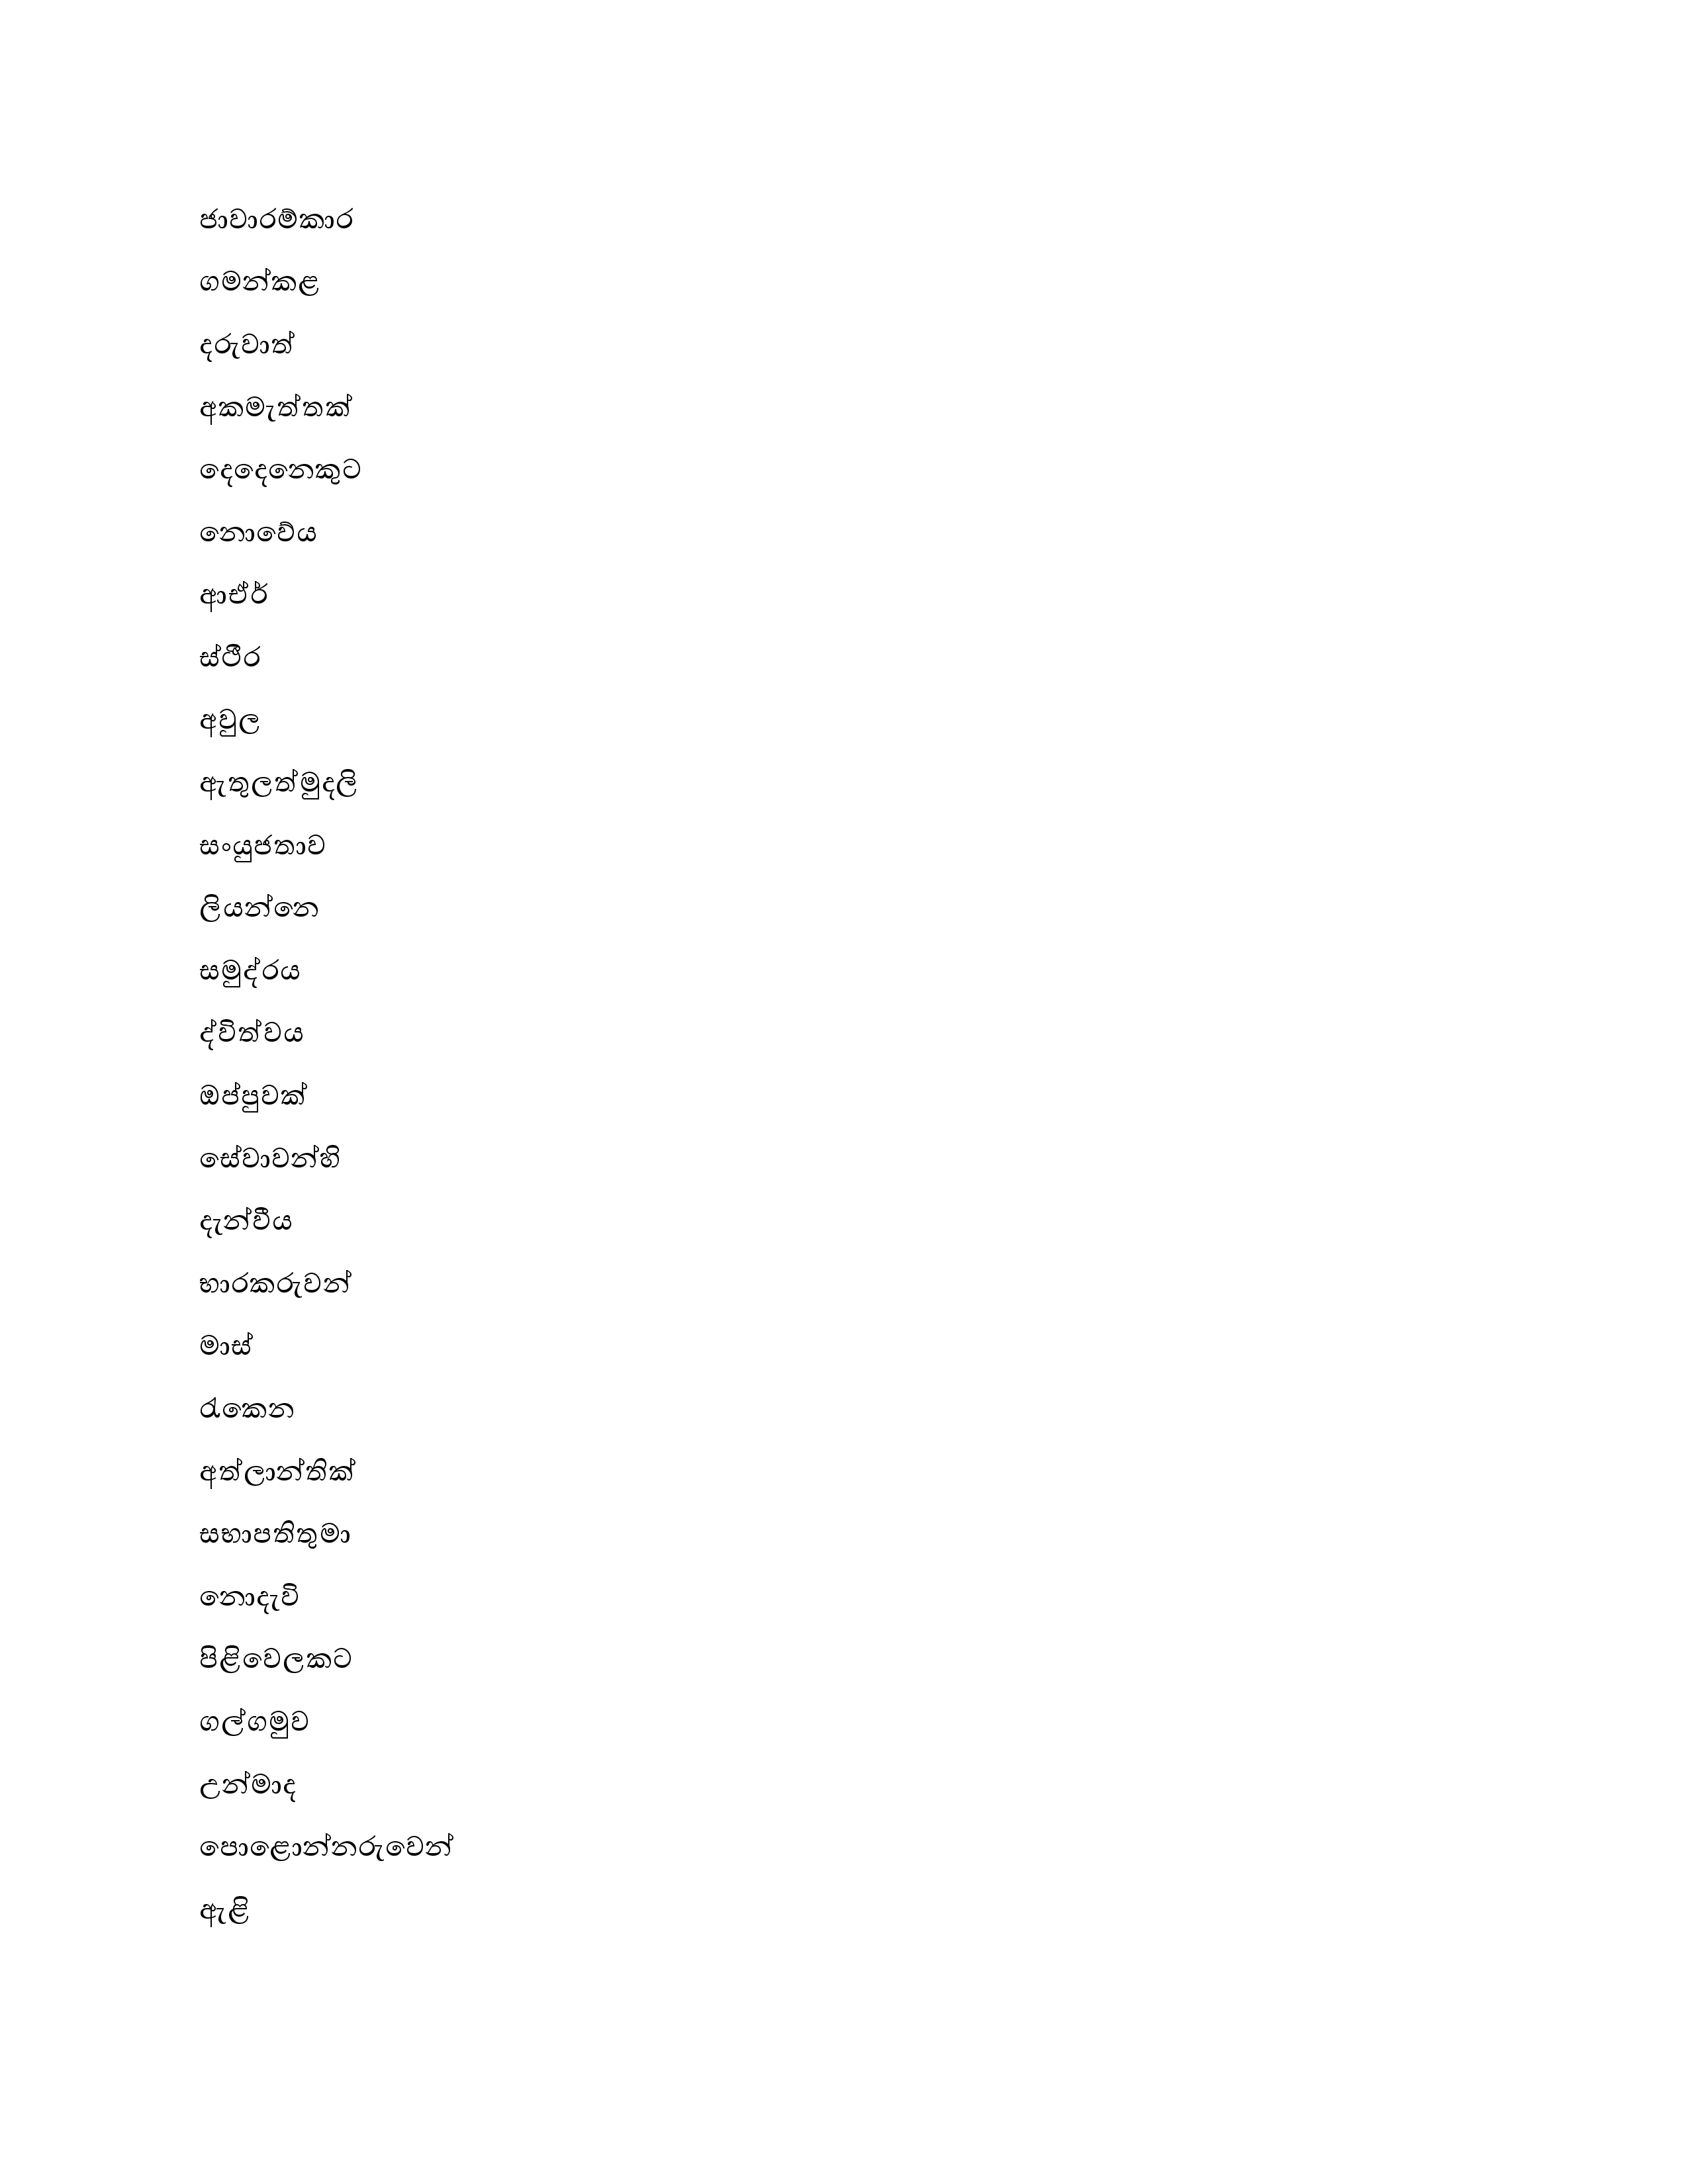 ජාවාරම්කාර
ගමන්කළ
දරුවාත්
අකමැත්තක්
දෙදෙනෙකුට
නොවේය
ආඒර්
ස්ථීර
අවුල
ඇතුලත්මුදලි
සංයුජතාව
ලියන්නෙ
සමුද්රය
ද්විත්වය
ඔප්පුවක්
සේවාවන්හි
දැන්වීය
භාරකරුවන්
මාස්
රැකෙන
අත්ලාන්තික්
සභාපතිතුමා
නොදැවි
පිළිවෙලකට
ගල්ගමුව
උන්මාද
පොළොන්නරුවෙන්
ඇළි